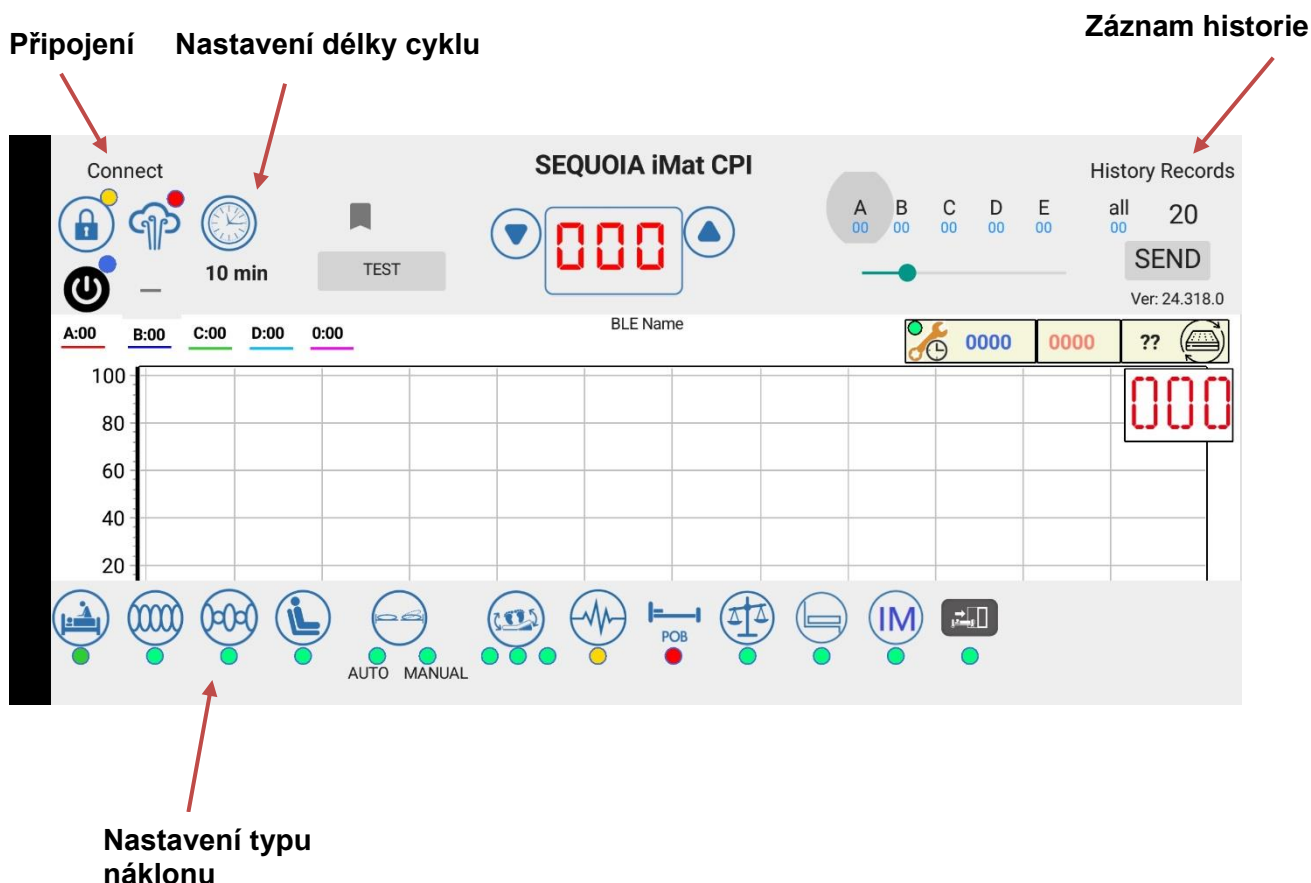 Záznam historie
Připojení
Nastavení délky cyklu
Connect
SEQUOIA iMat CPI
History Records
A B C D E all 20
00 00 00 00 00 00
000
SEND
10 min
TEST
Ver: 24.318.0
A:00 B:00 C:00 D:00 0:00
BLE Name
0000 0000 ??
000
100
80
60
40
20
POB
IM
AUTO MANUAL
Nastavení typu
náklonu